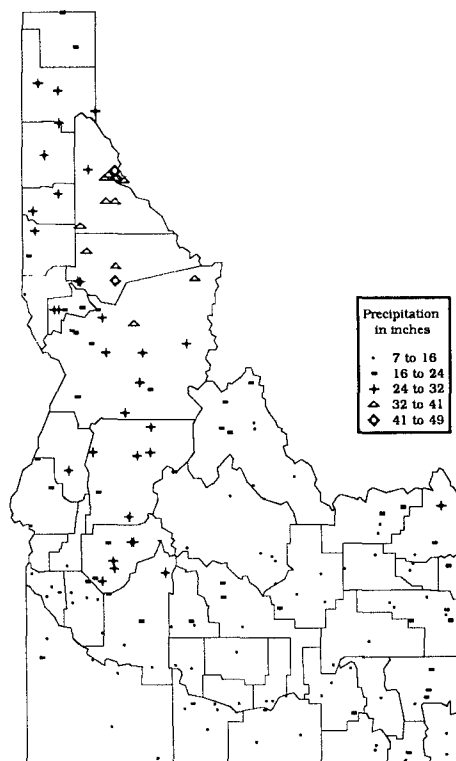 Precipitation
in inches
7 to 16
16 to 24
24 to 32
32 to 41
41 to 49